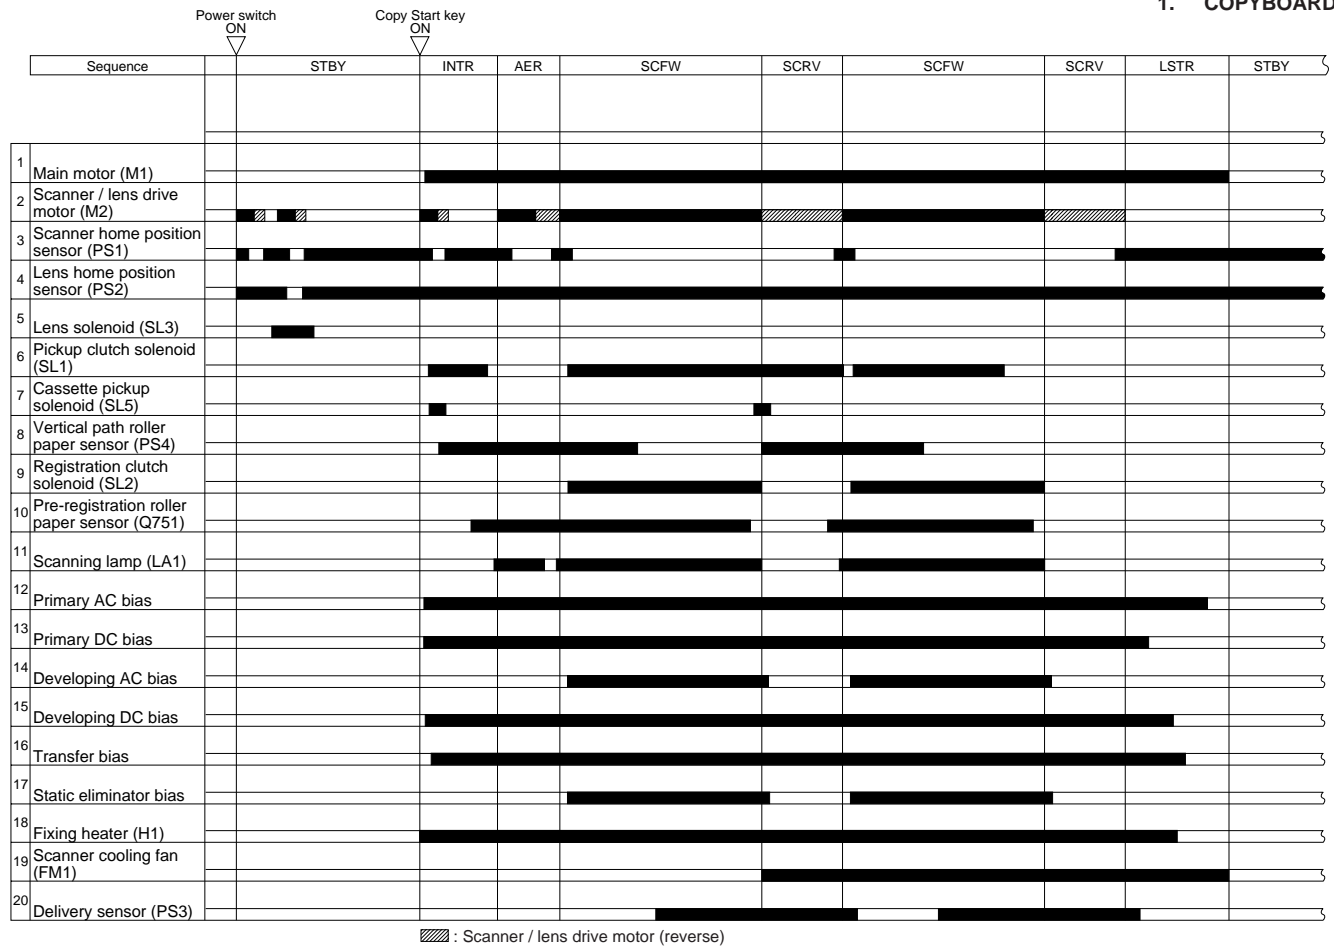 1. COPYBOARD
Power switch
ON
Copy Start key
ON
Sequence STBY INTR AER SCFW SCRV SCFW SCRV LSTR STBY
1 Main motor (M1)
2 Scanner / lens drive
motor (M2)
3 Scanner home position
sensor (PS1)
4 Lens home position
sensor (PS2)
5 Lens solenoid (SL3)
6 Pickup clutch solenoid
(SL1)
7 Cassette pickup
solenoid (SL5)
8 Vertical path roller
paper sensor (PS4)
9 Registration clutch
solenoid (SL2)
10 Pre-registration roller
paper sensor (Q751)
11 Scanning lamp (LA1)
12 Primary AC bias
13 Primary DC bias
14 Developing AC bias
15 Developing DC bias
16 Transfer bias
17 Static eliminator bias
18 Fixing heater (H1)
19 Scanner cooling fan
(FM1)
20 Delivery sensor (PS3)
: Scanner / lens drive motor (reverse)